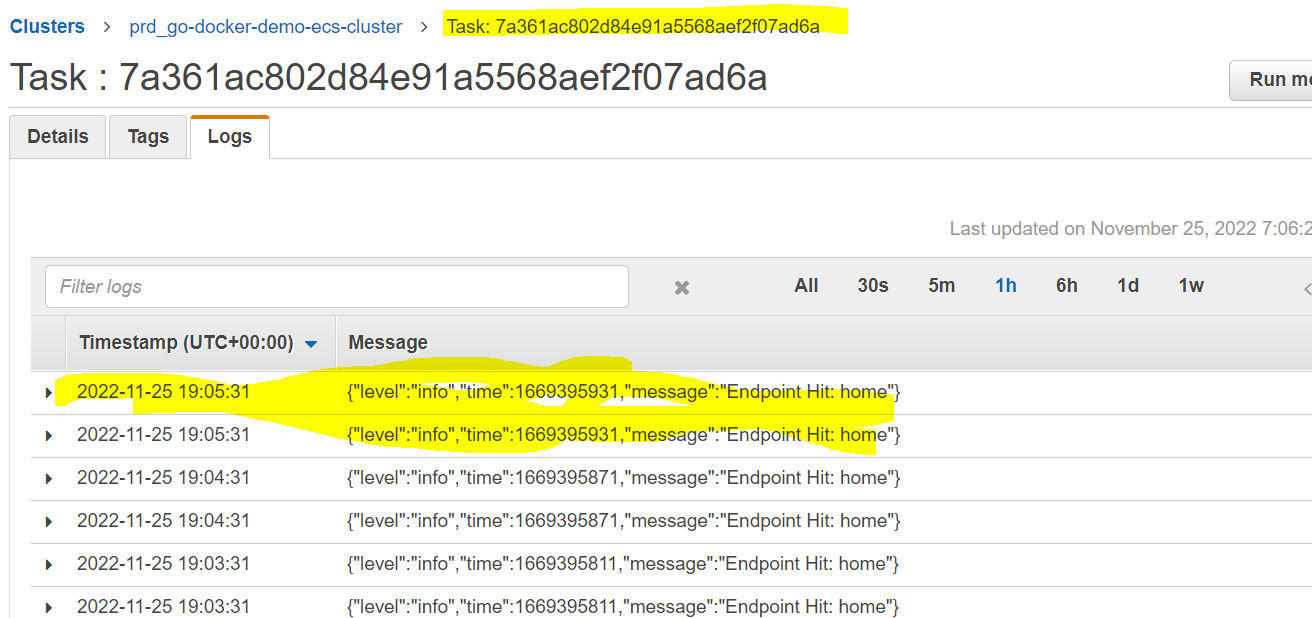 Clusters > prd_go-docker-demo-ecs-cluster > Task: 7a361ac802d84e91a5568aef2f07ad6a
Task : 7a361ac802d84e91a5568aef2f07ad6a
Run mo
Details Tags Logs
Last updated on November 25, 2022 7:06:2
Filter logs All 30s 5m 1h 6h 1d 1w
Timestamp (UTC+00:00) Message
2022-11-25 19:05:31 {"level":"info","time":1669395931,"message":"Endpoint Hit: home"}
2022-11-25 19:05:31 {"level":"info","time":1669395931,"message":"Endpoint Hit: home"}
2022-11-25 19:04:31 {"level":"info","time":1669395871,"message":"Endpoint Hit: home"}
2022-11-25 19:04:31 {"level":"info","time":1669395871,"message":"Endpoint Hit: home"}
2022-11-25 19:03:31 {"level":"info","time":1669395811,"message":"Endpoint Hit: home"}
2022-11-25 19:03:31 {"level":"info","time":1669395811,"message":"Endpoint Hit: home"}